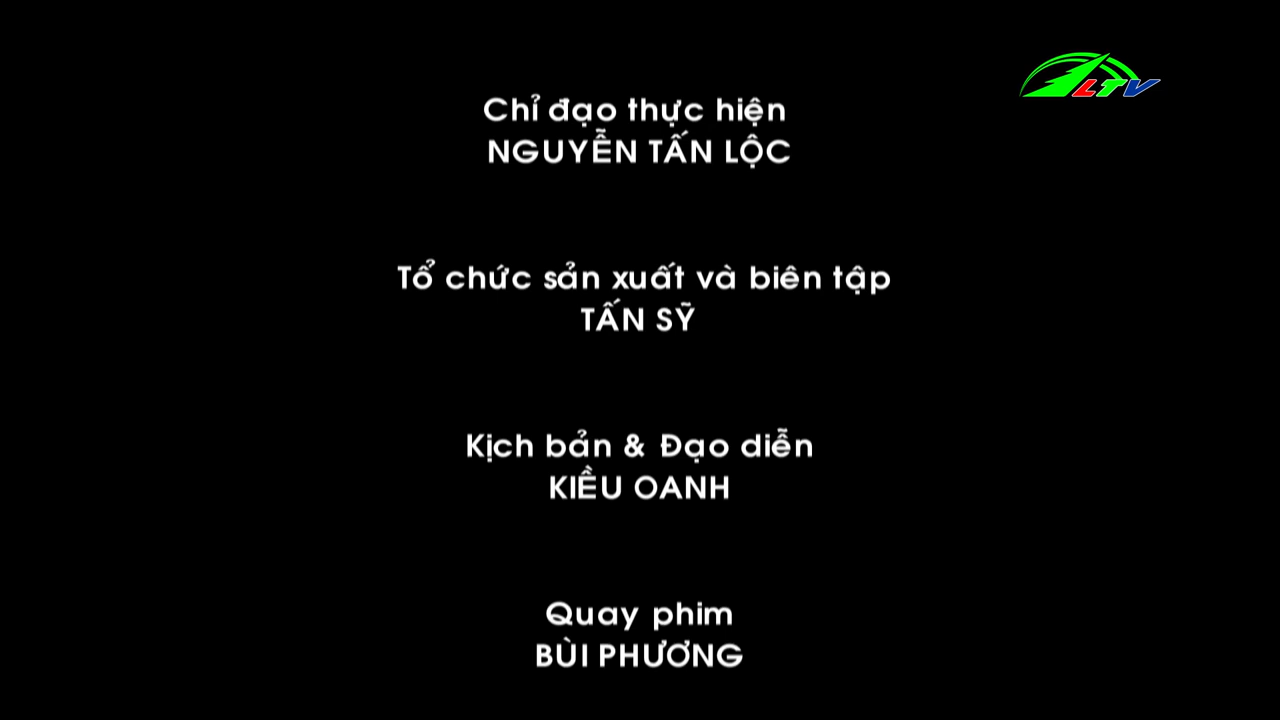 LTV
Chỉ đạo thực hiện
NGUYỄN TẤN LỘC
Tổ chức sản xuất và biên tập
TẤN SỸ
Kịch bản & Đạo diễn
KIỀU OANH
Quay phim
BÙI PHƯƠNG